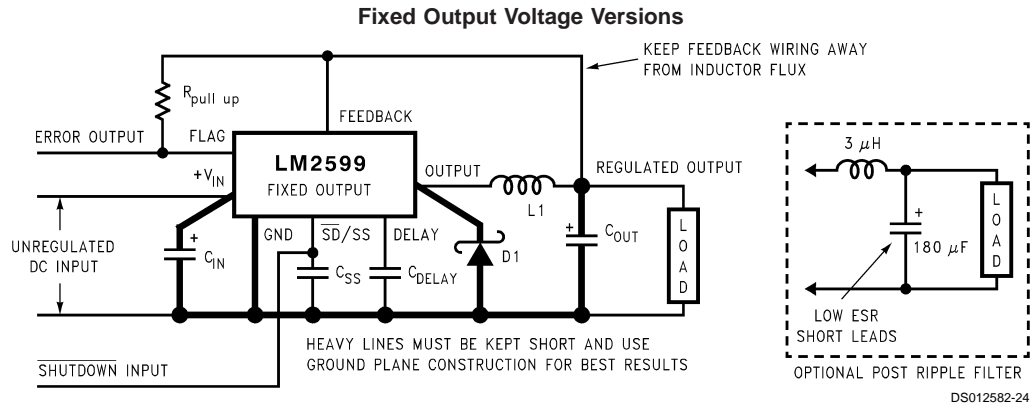 Fixed Output Voltage Versions
KEEP FEEDBACK WIRING AWAY
FROM INDUCTOR FLUX
Rpull up
FEEDBACK
ERROR OUTPUT
FLAG
LM2599
FIXED OUTPUT
+VIN
OUTPUT
L1
REGULATED OUTPUT
UNREGULATED
DC INPUT
+
CIN
GND
SD/SS
DELAY
CSS
CDELAY
D1
+
COUT
LOAD
HEAVY LINES MUST BE KEPT SHORT AND USE
GROUND PLANE CONSTRUCTION FOR BEST RESULTS
SHUTDOWN INPUT
3 μH
+
180 μF
LOAD
LOW ESR
SHORT LEADS
OPTIONAL POST RIPPLE FILTER
DS012582-24